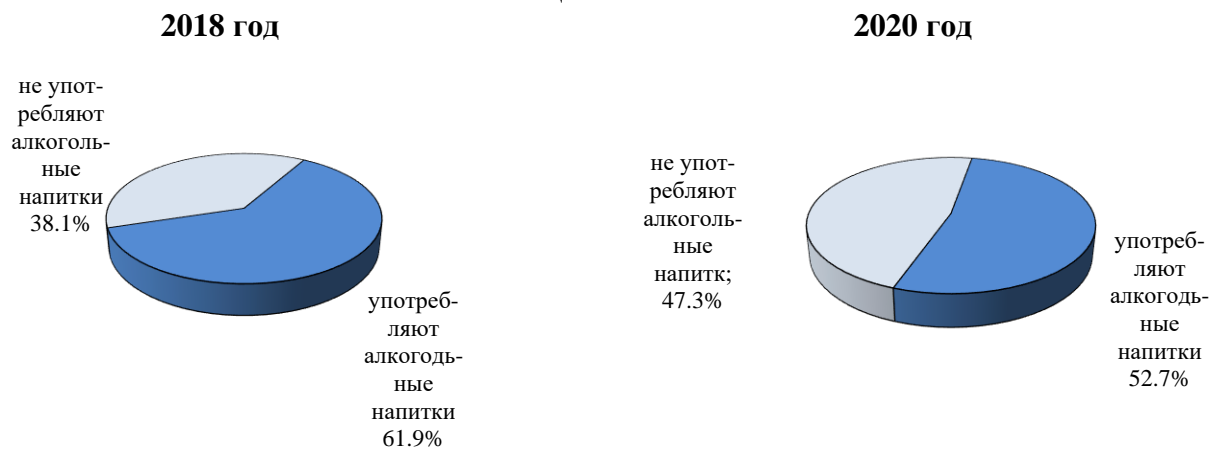 2018 год
не упот-
ребляют
алкоголь-
ные
напитки
38.1%
употреб-
ляют
алкогодь-
ные
напитки
61.9%
2020 год
не упот-
ребляют
алкоголь-
ные
напитк;
47.3%
употреб-
ляют
алкогодь-
ные
напитки
52.7%